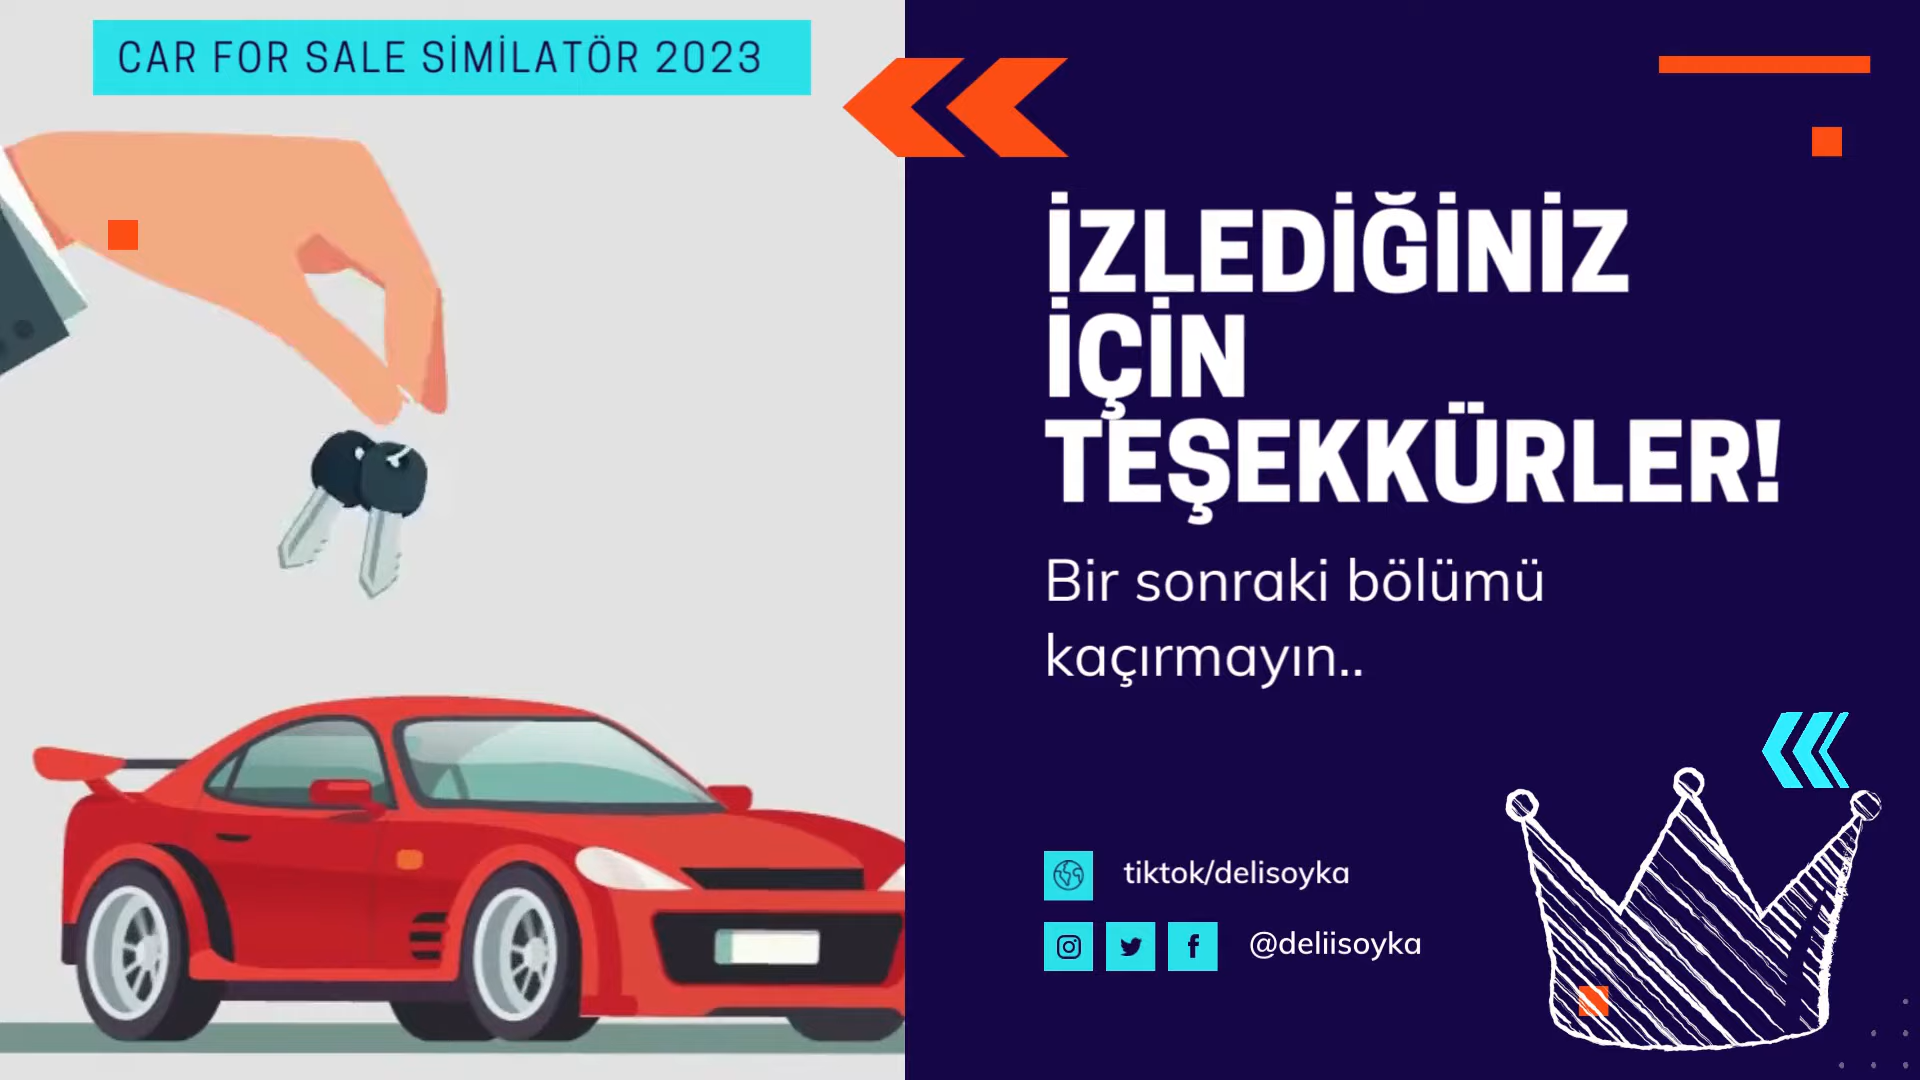 CAR FOR SALE SİMİLATÖR 2023
İZLEDİĞİNİZ
İÇİN
TEŞEKKÜRLER!
Bir sonraki bölümü
kaçırmayın..
tiktok/delisoyka
@deliisoyka